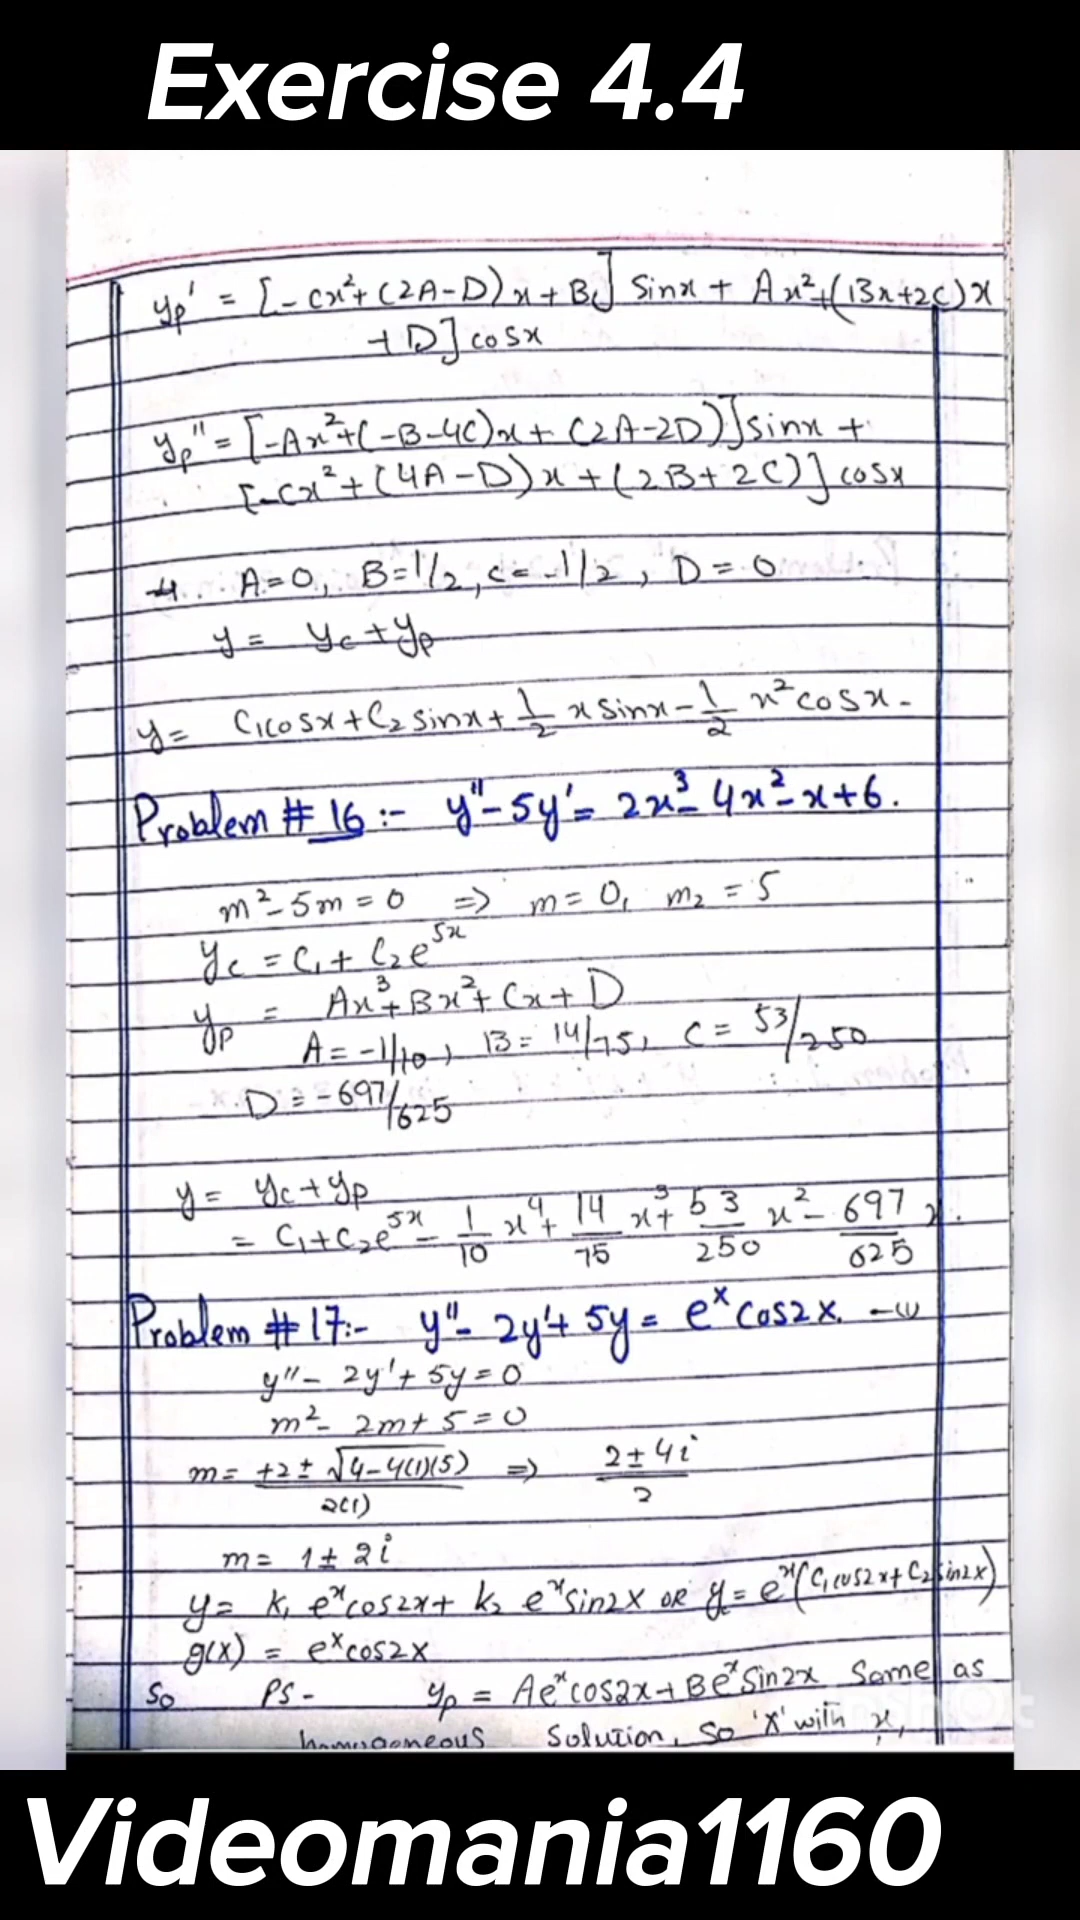 Exercise 4.4
yp' = [-Cx²+(2A-D)x+B] Sinx + Ax²+(Bx+2C)x
+D] cosx
yp" = [-Ax²+(-B-4C)x+(2A-2D)] sinx +
[-Cx²+(4A-D)x+(2B+2C)] cosx
A=0, B=1/2, c=-1/2, D=0
y = yc+yp
y= C1cosx+C2sinx+1/2 x sinx-1/2 x²cosx.
Problem # 16:- y"-5y'= 2x³-4x²-x+6.
m²-5m=0 => m=0, m2=5
yc = C1+C2e^5x
yp = Ax³+Bx²+Cx+D
A=-1/10, B=14/75, C=53/250
D=-697/625
y= yc+yp
= C1+C2e^5x - 1/10 x⁴+14/75 x³+53/250 x²-697/625 x.
Problem # 17:- y"-2y'+5y= e^x cos2x.
y"-2y'+5y=0
m²-2m+5=0
m= +2±√4-4(1)(5)/2(1) => 2±4i/2
m= 1±2i
y= K1 e^x cos2x+K2 e^x sin2x OR yc=e^x(C1cos2x+C2sin2x)
g(x) = e^x cos2x
So PS- yp = Ae^x cos2x+Be^x Sin2x Same as
homogeneous Solution, so 'x' with x,
Videomania1160